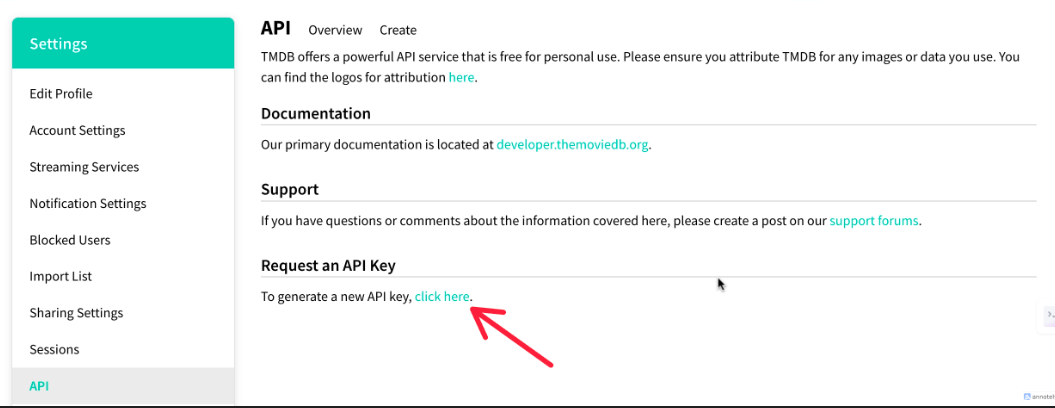 Settings
Edit Profile
Account Settings
Streaming Services
Notification Settings
Blocked Users
Import List
Sharing Settings
Sessions
API
API Overview Create
TMDB offers a powerful API service that is free for personal use. Please ensure you attribute TMDB for any images or data you use. You
can find the logos for attribution here.
Documentation
Our primary documentation is located at developer.themoviedb.org.
Support
If you have questions or comments about the information covered here, please create a post on our support forums.
Request an API Key
To generate a new API key, click here.